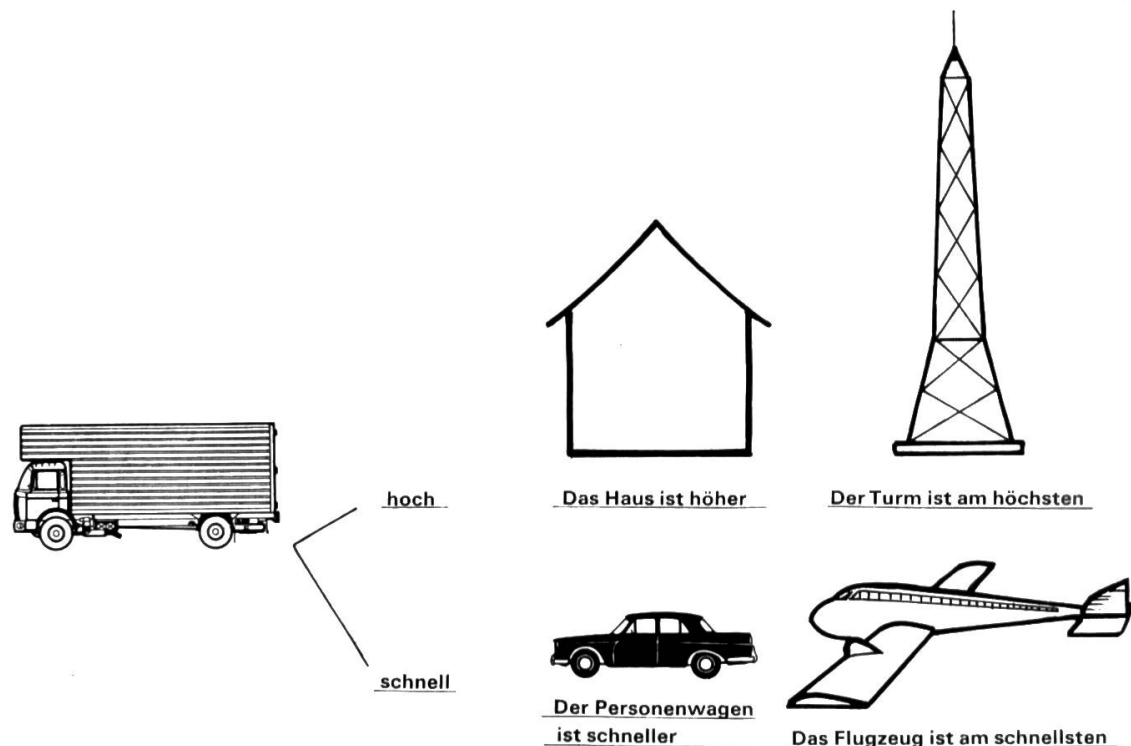 hoch
Das Haus ist höher
Der Turm ist am höchsten
schnell
Der Personenwagen
ist schneller
Das Flugzeug ist am schnellsten